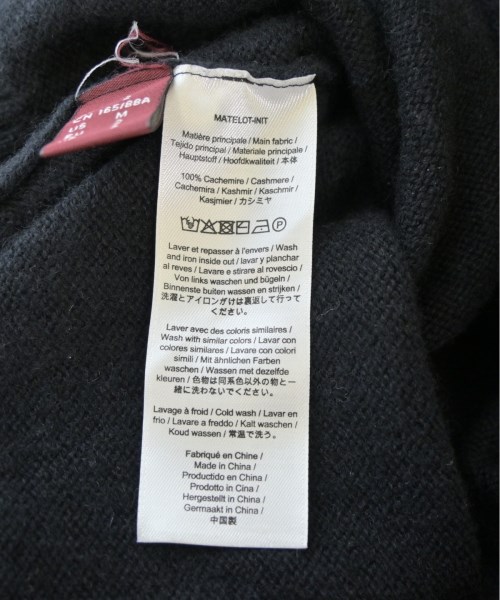 CN 165/88A
US M
EU 2
MATELOT-INIT
Matière principale / Main fabric /
Tejido principal / Materiale principale /
Hauptstoff / Hoofdkwaliteit / 本体
100% Cachemire / Cashmere /
Cachemira / Kashmir / Kaschmir /
Kasjmier / カシミヤ
P
Laver et repasser à l'envers / Wash
and iron inside out / lavar y planchar
al reves / Lavare e stirare al rovescio /
Von links waschen und bügeln /
Binnenste buiten wassen en strijken /
洗濯とアイロンがけは裏返して行って
ください。
Laver avec des coloris similaires /
Wash with similar colors / Lavar con
colores similares / Lavare con colori
simili / Mit ähnlichen Farben
waschen / Wassen met dezelfde
kleuren / 色物は同系色以外の物と一
緒に洗わないでください。
Lavage à froid / Cold wash / Lavar en
frio / Lavare a freddo / Kalt waschen /
Koud wassen / 常温で洗う。
Fabriqué en Chine /
Made in China /
Productido en China /
Prodotto in Cina /
Hergestellt in China /
Germaakt in China /
中国製